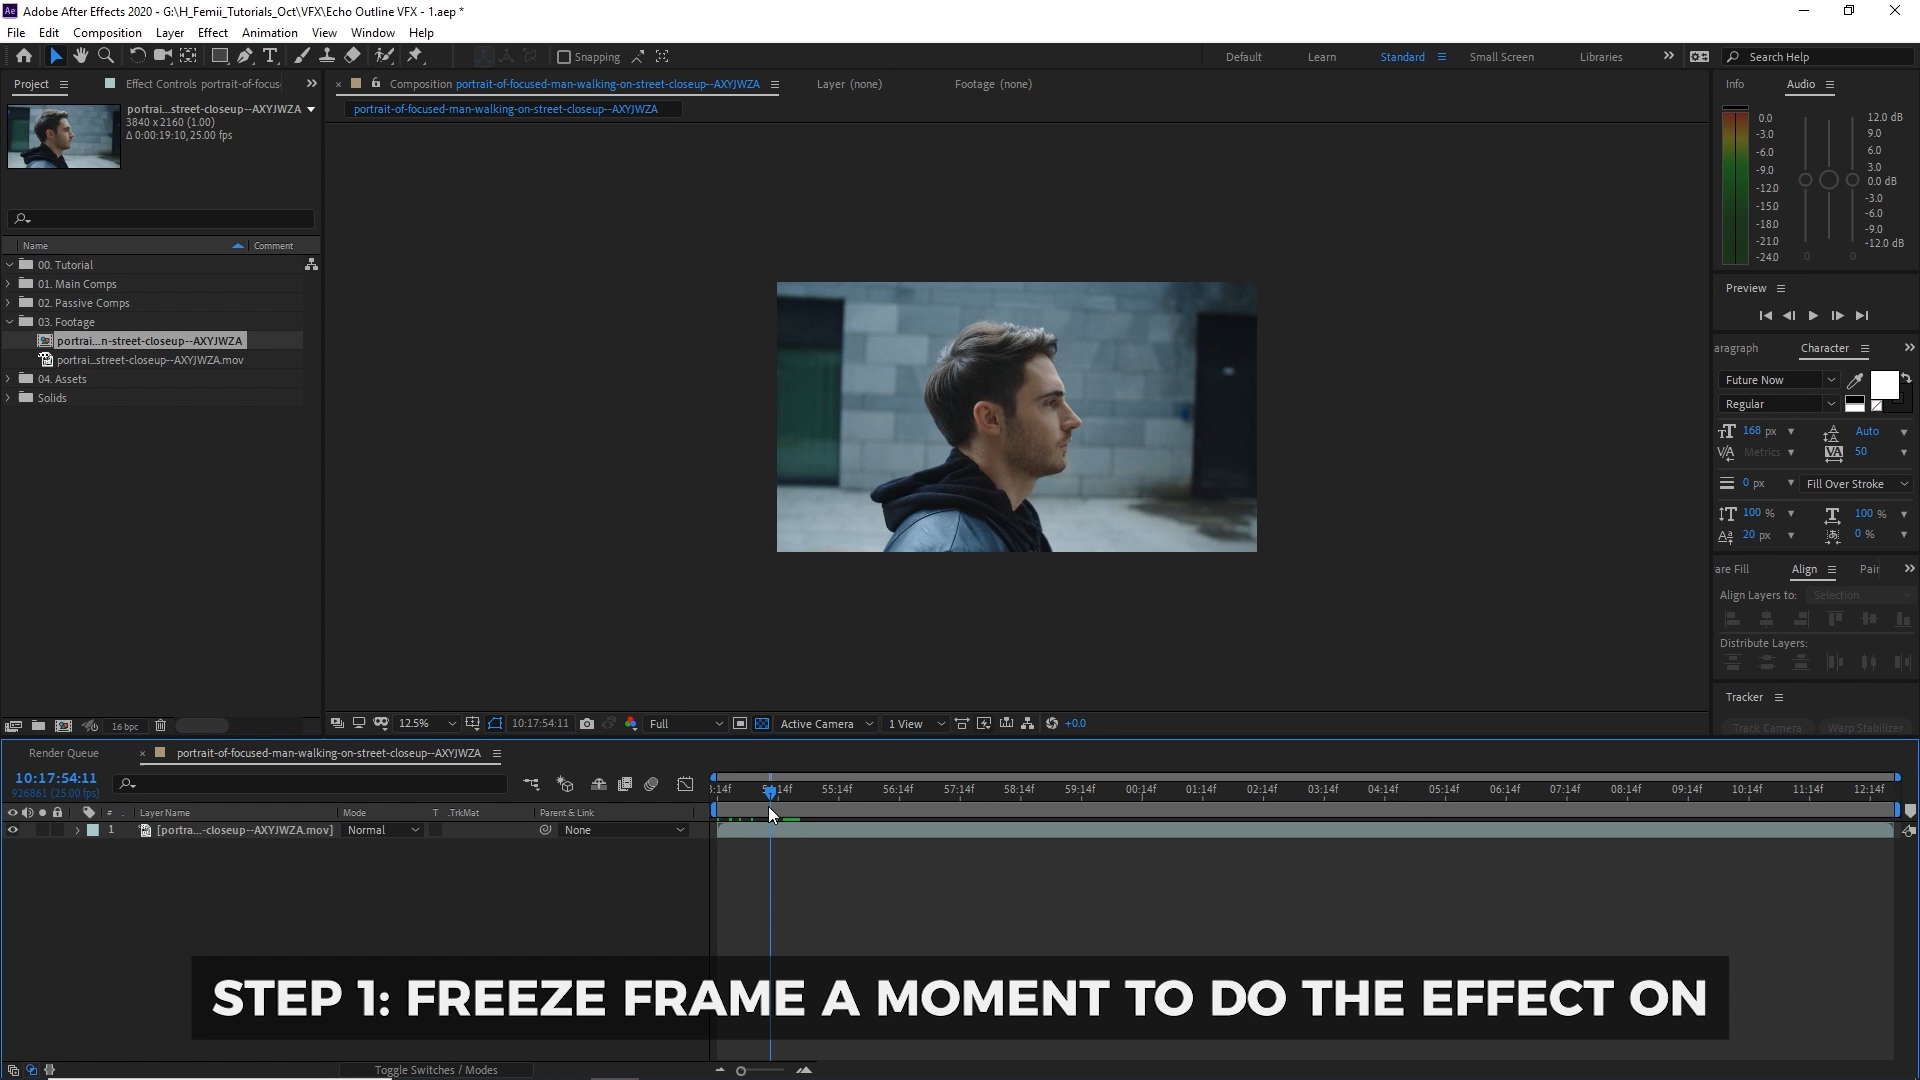 Adobe After Effects 2020 - G:\H_Femii_Tutorials_Oct\VFX\Echo Outline VFX - 1.aep *
File Edit Composition Layer Effect Animation View Window Help
Snapping Default Learn Standard Small Screen Libraries Search Help
Project Effect Controls portrait-of-focus
Composition portrait-of-focused-man-walking-on-street-closeup--AXYJWZA Layer (none) Footage (none)
portrait-of-focused-man-walking-on-street-closeup--AXYJWZA
portrai...street-closeup--AXYJWZA
3840 x 2160 (1.00)
Δ 0:00:19:10, 25.00 fps
Name Comment
00. Tutorial
01. Main Comps
02. Passive Comps
03. Footage
portrai...n-street-closeup--AXYJWZA
portrai...street-closeup--AXYJWZA.mov
04. Assets
Solids
16 bpc
12.5% 10:17:54:11 Full Active Camera 1 View +0.0
Info Audio
0.0
-3.0
-6.0
-9.0
-12.0
-15.0
-18.0
-21.0
-24.0
12.0 dB
9.0
6.0
3.0
0.0 dB
-3.0
-6.0
-9.0
-12.0 dB
0 0
Preview
aragraph Character
Future Now
Regular
168 px Auto
Metrics 50
0 px Fill Over Stroke
100 % 100 %
20 px 0 %
are Fill Align Pair
Align Layers to: Selection
Distribute Layers:
Tracker
Track Camera Warp Stabilizer
Render Queue portrait-of-focused-man-walking-on-street-closeup--AXYJWZA
10:17:54:11
926861 (25.00 fps)
3:14f 54:14f 55:14f 56:14f 57:14f 58:14f 59:14f 00:14f 01:14f 02:14f 03:14f 04:14f 05:14f 06:14f 07:14f 08:14f 09:14f 10:14f 11:14f 12:14f
# Layer Name Mode T .TrkMat Parent & Link
1 [portra...-closeup--AXYJWZA.mov] Normal None
STEP 1: FREEZE FRAME A MOMENT TO DO THE EFFECT ON
Toggle Switches / Modes